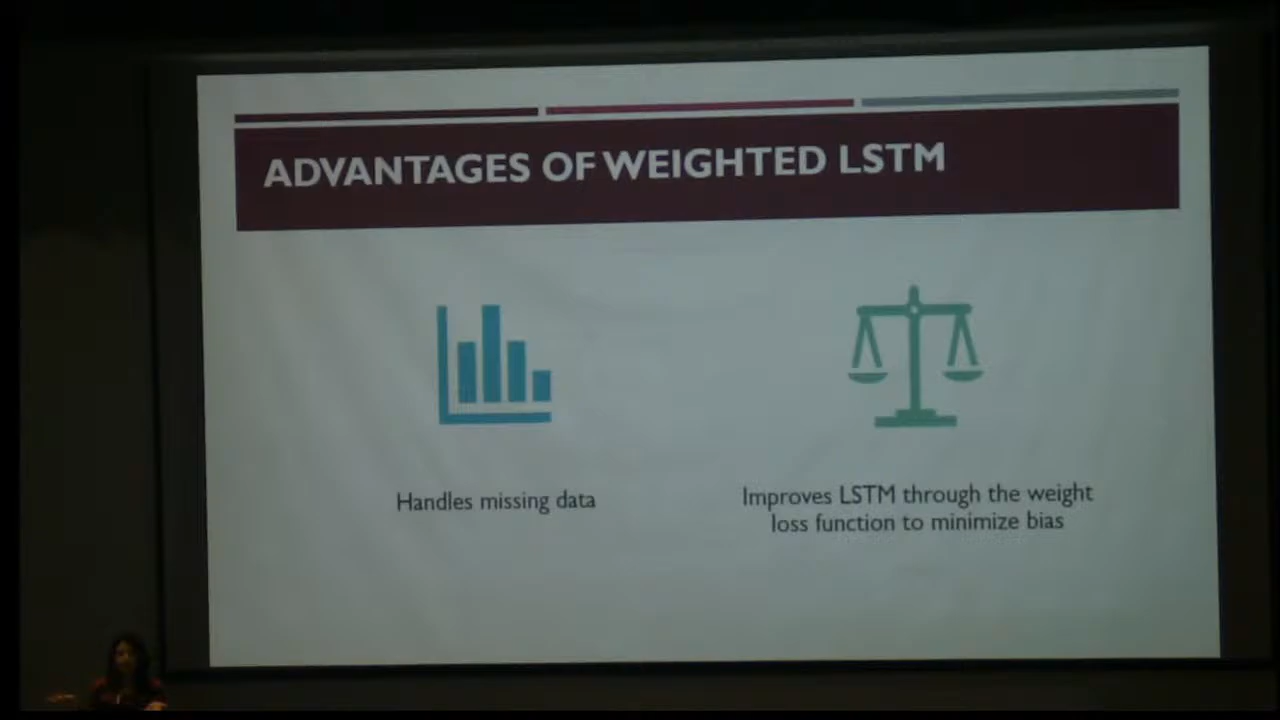 ADVANTAGES OF WEIGHTED LSTM
Handles missing data
Improves LSTM through the weight
loss function to minimize bias